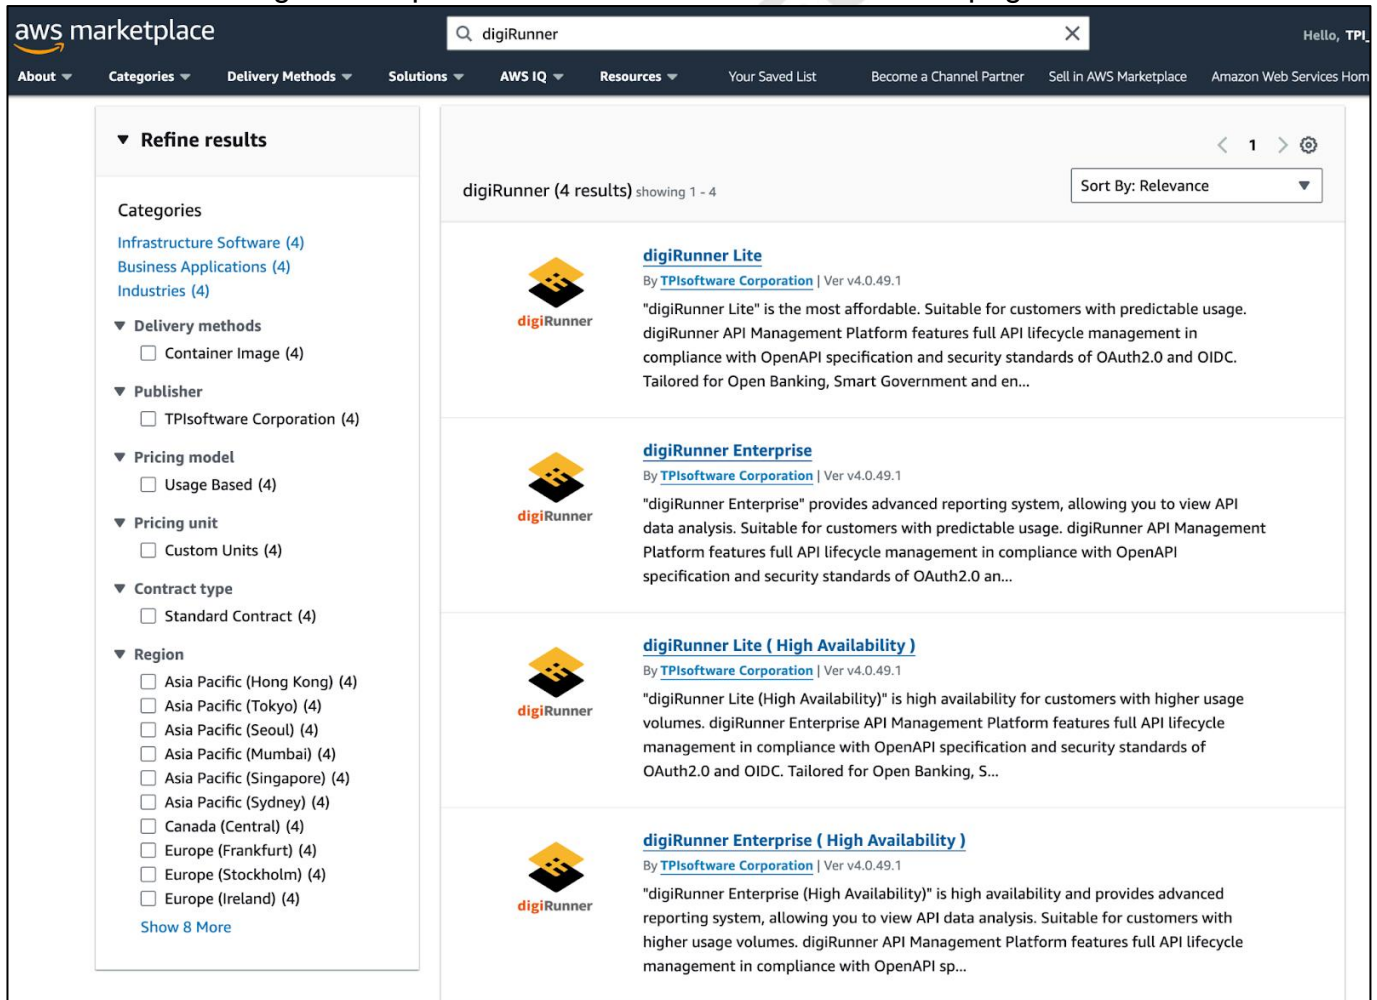 aws marketplace
digiRunner
Hello, TPI_
About
Categories
Delivery Methods
Solutions
AWS IQ
Resources
Your Saved List
Become a Channel Partner
Sell in AWS Marketplace
Amazon Web Services Hom
Refine results
Categories
Infrastructure Software (4)
Business Applications (4)
Industries (4)
Delivery methods
Container Image (4)
Publisher
TPIsoftware Corporation (4)
Pricing model
Usage Based (4)
Pricing unit
Custom Units (4)
Contract type
Standard Contract (4)
Region
Asia Pacific (Hong Kong) (4)
Asia Pacific (Tokyo) (4)
Asia Pacific (Seoul) (4)
Asia Pacific (Mumbai) (4)
Asia Pacific (Singapore) (4)
Asia Pacific (Sydney) (4)
Canada (Central) (4)
Europe (Frankfurt) (4)
Europe (Stockholm) (4)
Europe (Ireland) (4)
Show 8 More
1
digiRunner (4 results) showing 1 - 4
Sort By: Relevance
digiRunner
digiRunner Lite
By TPIsoftware Corporation | Ver v4.0.49.1
"digiRunner Lite" is the most affordable. Suitable for customers with predictable usage.
digiRunner API Management Platform features full API lifecycle management in
compliance with OpenAPI specification and security standards of OAuth2.0 and OIDC.
Tailored for Open Banking, Smart Government and en...
digiRunner
digiRunner Enterprise
By TPIsoftware Corporation | Ver v4.0.49.1
"digiRunner Enterprise" provides advanced reporting system, allowing you to view API
data analysis. Suitable for customers with predictable usage. digiRunner API Management
Platform features full API lifecycle management in compliance with OpenAPI
specification and security standards of OAuth2.0 an...
digiRunner
digiRunner Lite ( High Availability )
By TPIsoftware Corporation | Ver v4.0.49.1
"digiRunner Lite (High Availability)" is high availability for customers with higher usage
volumes. digiRunner Enterprise API Management Platform features full API lifecycle
management in compliance with OpenAPI specification and security standards of
OAuth2.0 and OIDC. Tailored for Open Banking, S...
digiRunner
digiRunner Enterprise ( High Availability )
By TPIsoftware Corporation | Ver v4.0.49.1
"digiRunner Enterprise (High Availability)" is high availability and provides advanced
reporting system, allowing you to view API data analysis. Suitable for customers with
higher usage volumes. digiRunner API Management Platform features full API lifecycle
management in compliance with OpenAPI sp...